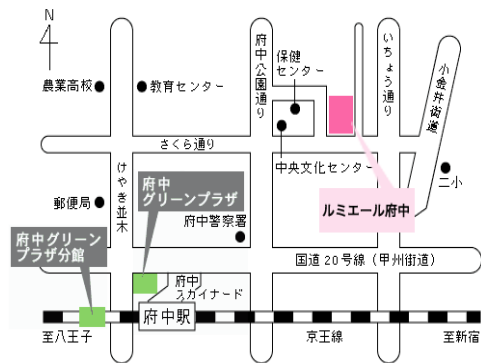 N
農業高校
教育センター
府中公園通り
保健
センター
いちょう通り
小金井街道
さくら通り
中央文化センター
二小
けやき並木
郵便局
府中
グリーンプラザ
府中警察署
ルミエール府中
府中グリーン
プラザ分館
国道20号線（甲州街道）
府中
スカイナード
府中駅
至八王子
京王線
至新宿